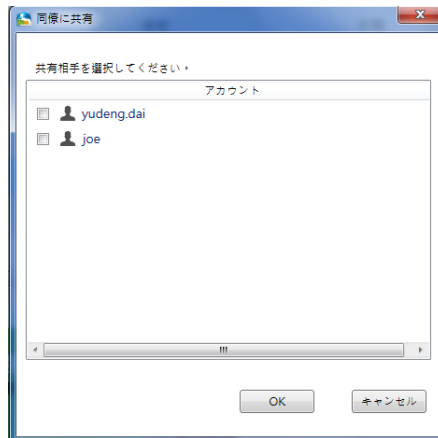 同僚に共有
共有相手を選択してください。
アカウント
yudeng.dai
joe
OK
キャンセル